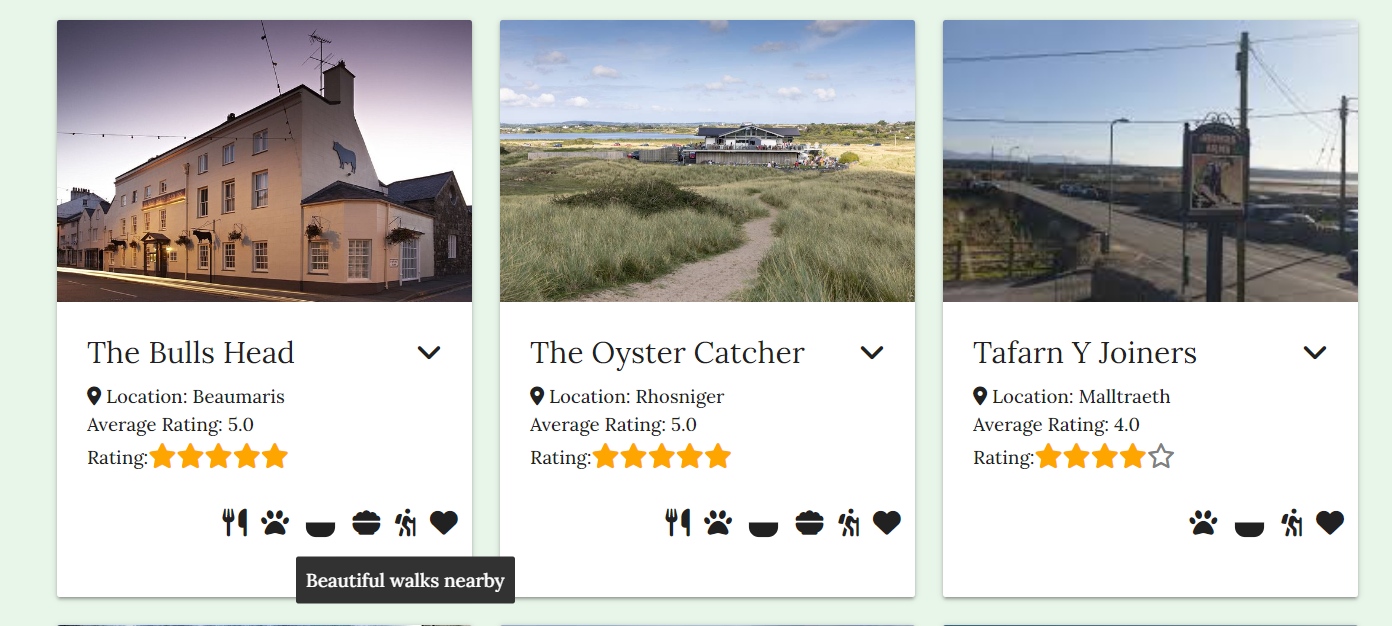 The Bulls Head
Location: Beaumaris
Average Rating: 5.0
Rating:
Beautiful walks nearby
The Oyster Catcher
Location: Rhosniger
Average Rating: 5.0
Rating:
Tafarn Y Joiners
Location: Malltraeth
Average Rating: 4.0
Rating: